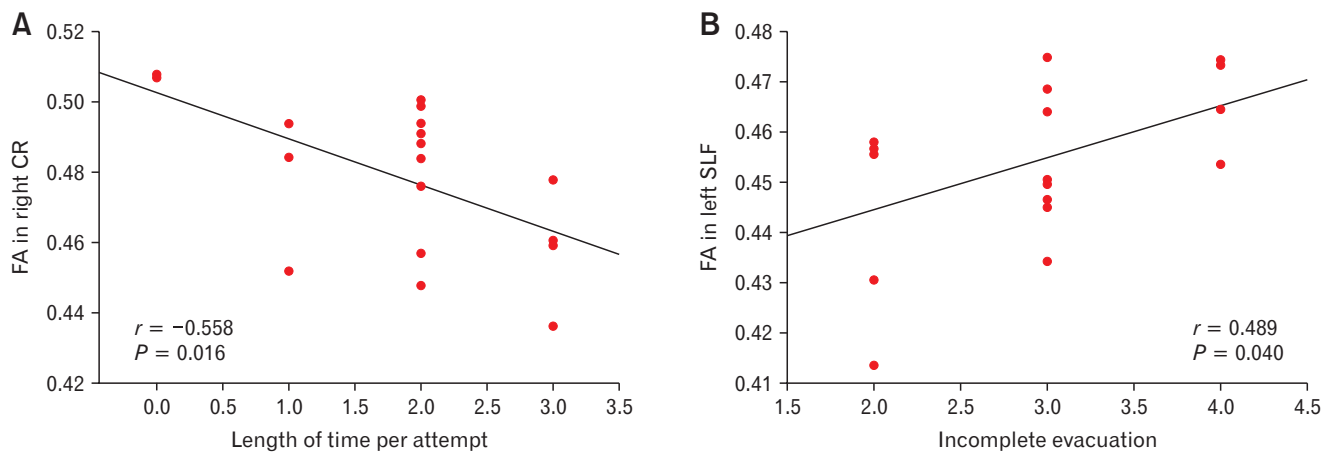 A
FA in right CR
0.52
0.50
0.48
0.46
0.44
0.42
r = −0.558
P = 0.016
0.0 0.5 1.0 1.5 2.0 2.5 3.0 3.5
Length of time per attempt
B
FA in left SLF
0.48
0.47
0.46
0.45
0.44
0.43
0.42
0.41
r = 0.489
P = 0.040
1.5 2.0 2.5 3.0 3.5 4.0 4.5
Incomplete evacuation